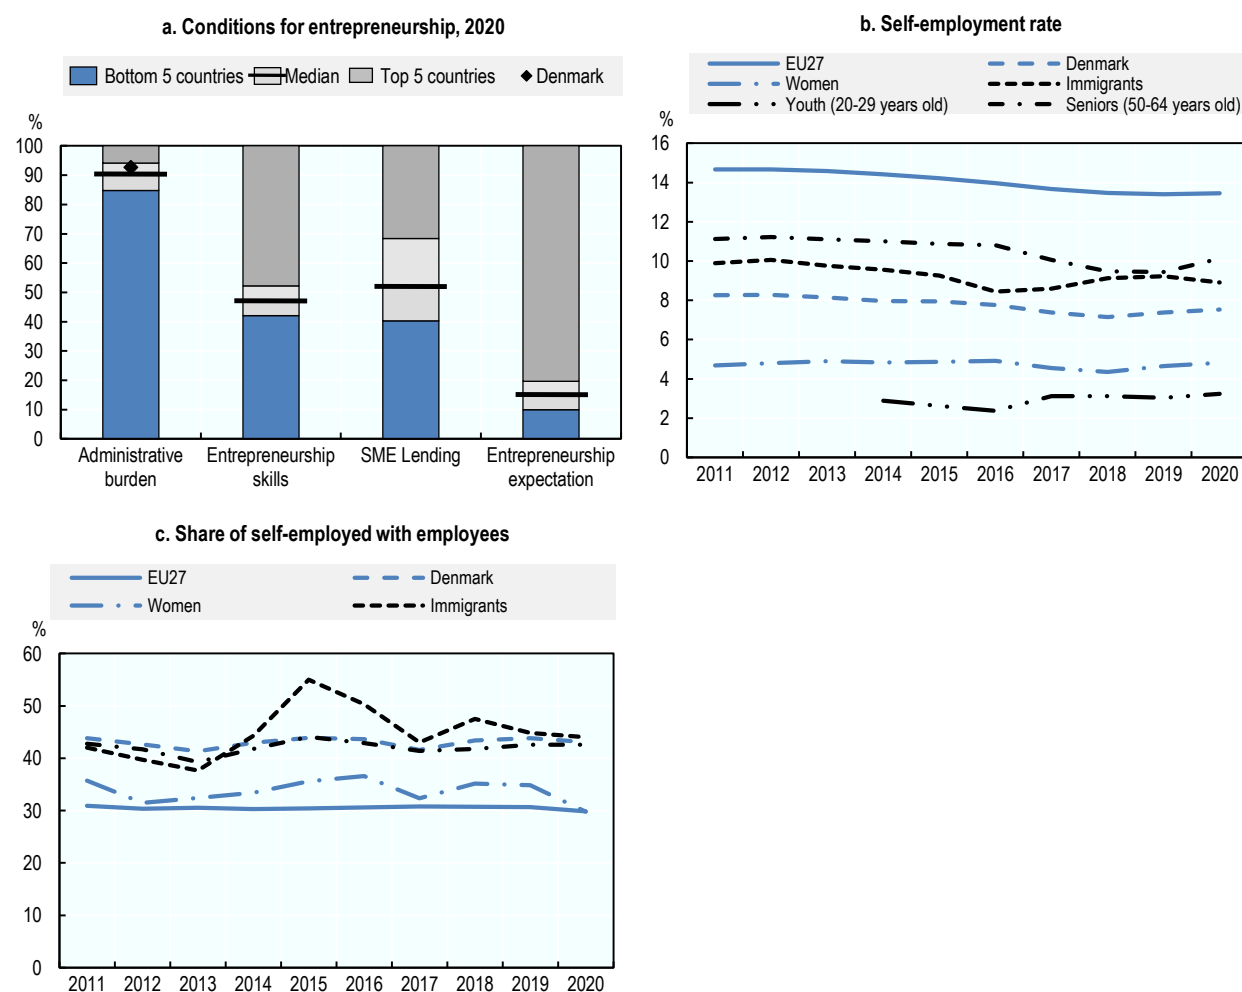 a. Conditions for entrepreneurship, 2020
Bottom 5 countries Median Top 5 countries Denmark
%
100
90
80
70
60
50
40
30
20
10
0
Administrative burden
Entrepreneurship skills
SME Lending
Entrepreneurship expectation
b. Self-employment rate
EU27 Denmark
Women Immigrants
Youth (20-29 years old) Seniors (50-64 years old)
%
16
14
12
10
8
6
4
2
0
2011 2012 2013 2014 2015 2016 2017 2018 2019 2020
c. Share of self-employed with employees
EU27 Denmark
Women Immigrants
%
60
50
40
30
20
10
0
2011 2012 2013 2014 2015 2016 2017 2018 2019 2020